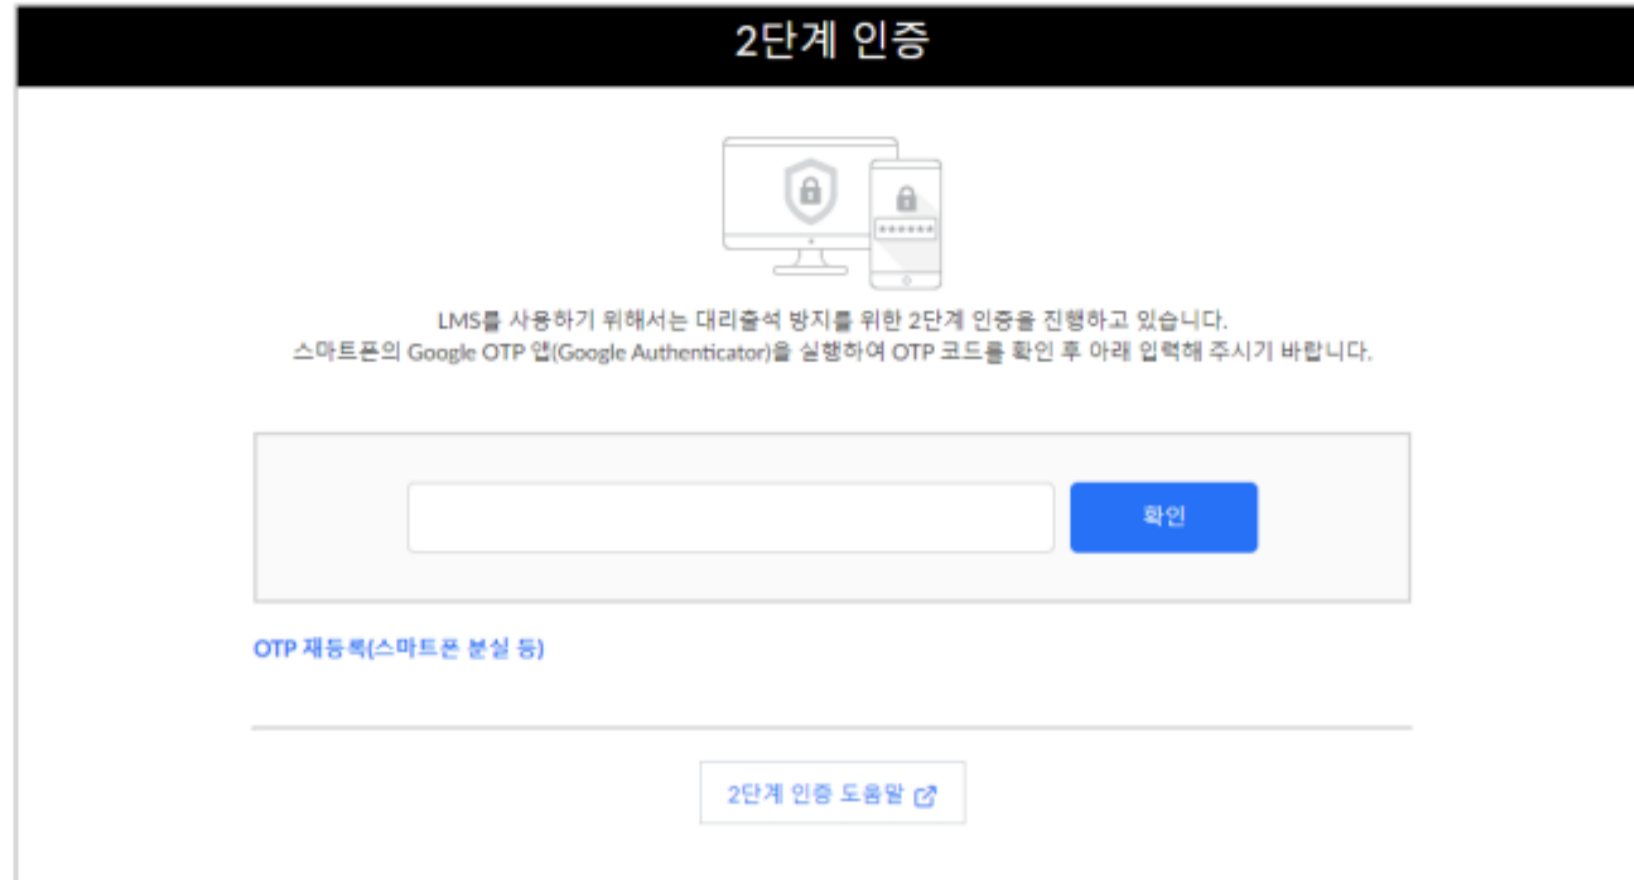 2단계 인증
******
LMS를 사용하기 위해서는 대리출석 방지를 위한 2단계 인증을 진행하고 있습니다.
스마트폰의 Google OTP 앱(Google Authenticator)을 실행하여 OTP 코드를 확인 후 아래 입력해 주시기 바랍니다.
확인
OTP 재등록(스마트폰 분실 등)
2단계 인증 도움말